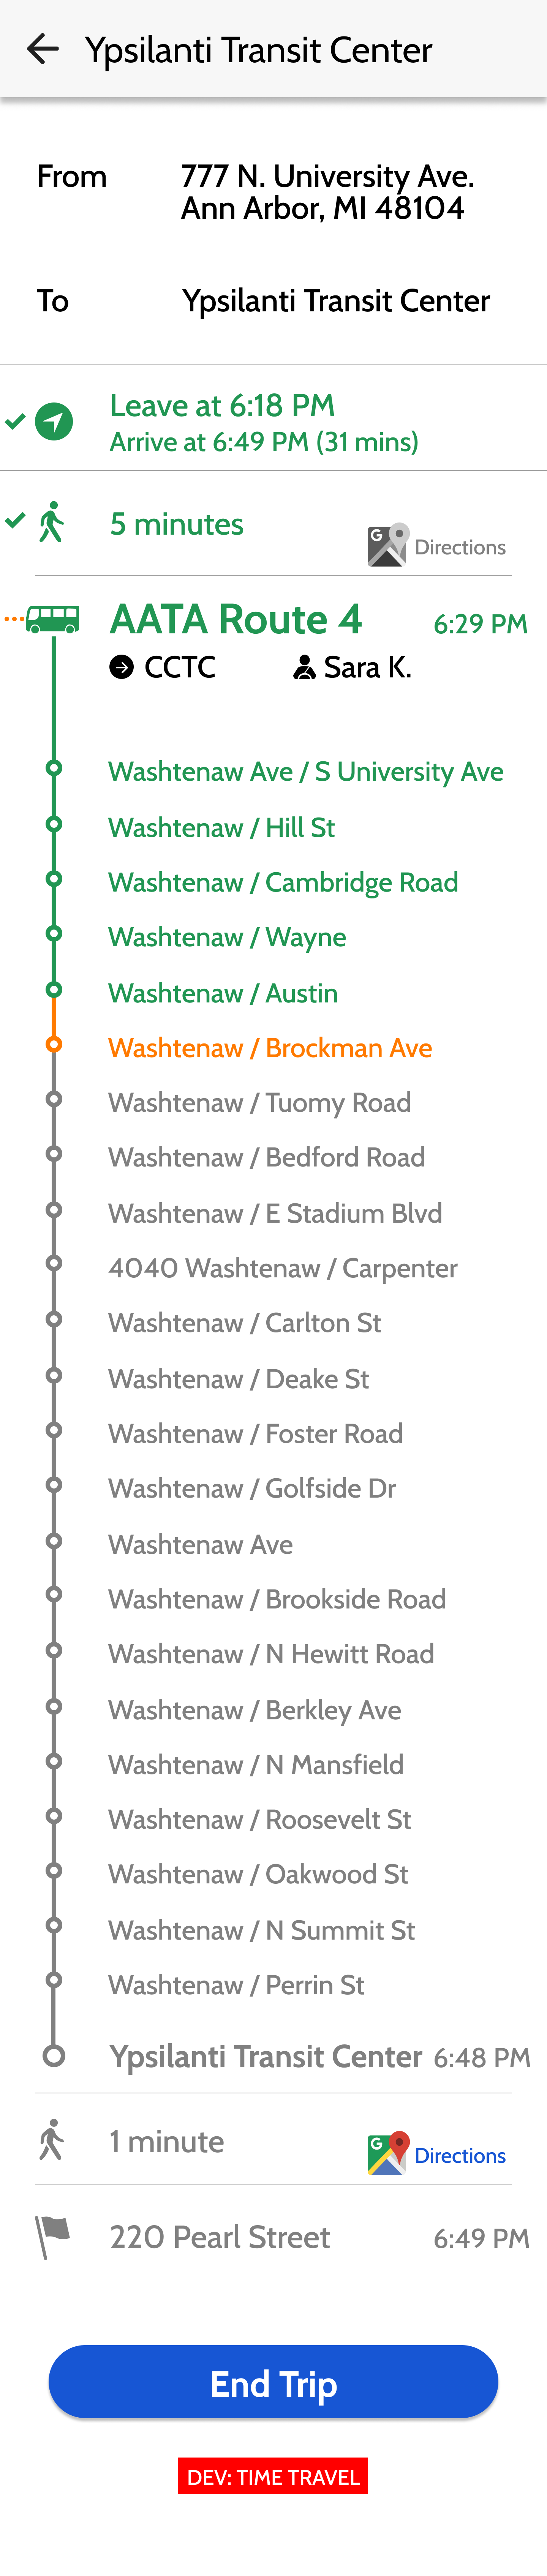 Ypsilanti Transit Center
From
777 N. University Ave.
Ann Arbor, MI 48104
To
Ypsilanti Transit Center
Leave at 6:18 PM
Arrive at 6:49 PM (31 mins)
5 minutes
G
Directions
AATA Route 4
6:29 PM
CCTC
Sara K.
Washtenaw Ave / S University Ave
Washtenaw / Hill St
Washtenaw / Cambridge Road
Washtenaw / Wayne
Washtenaw / Austin
Washtenaw / Brockman Ave
Washtenaw / Tuomy Road
Washtenaw / Bedford Road
Washtenaw / E Stadium Blvd
4040 Washtenaw / Carpenter
Washtenaw / Carlton St
Washtenaw / Deake St
Washtenaw / Foster Road
Washtenaw / Golfside Dr
Washtenaw Ave
Washtenaw / Brookside Road
Washtenaw / N Hewitt Road
Washtenaw / Berkley Ave
Washtenaw / N Mansfield
Washtenaw / Roosevelt St
Washtenaw / Oakwood St
Washtenaw / N Summit St
Washtenaw / Perrin St
Ypsilanti Transit Center 6:48 PM
1 minute
G
Directions
220 Pearl Street
6:49 PM
End Trip
DEV: TIME TRAVEL